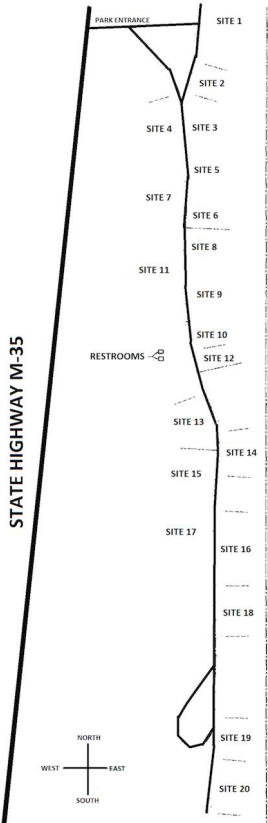 PARK ENTRANCE
SITE 1
SITE 2
SITE 4
SITE 3
SITE 5
SITE 7
SITE 6
SITE 8
SITE 11
SITE 9
SITE 10
RESTROOMS
SITE 12
STATE HIGHWAY M-35
SITE 13
SITE 14
SITE 15
SITE 17
SITE 16
SITE 18
SITE 19
NORTH
WEST
EAST
SOUTH
SITE 20